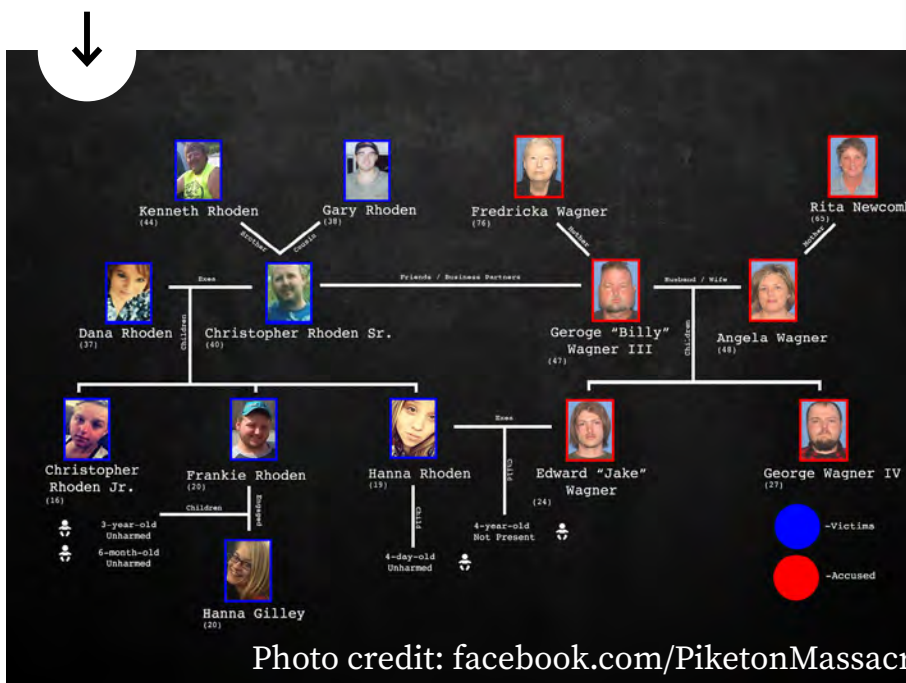 Kenneth Rhoden
(44)
Gary Rhoden
(38)
Fredricka Wagner
(76)
Rita Newcomb
(65)
Brother
Cousin
Mother
Mother
Dana Rhoden
(37)
Exes
Christopher Rhoden Sr.
(40)
Friends / Business Partners
Geroge "Billy"
Wagner III
(47)
Husband / Wife
Angela Wagner
(48)
Children
Children
Christopher
Rhoden Jr.
(16)
Frankie Rhoden
(20)
Hanna Rhoden
(19)
Exes
Edward "Jake"
Wagner
(24)
George Wagner IV
(27)
Children
Engaged
Child
Child
3-year-old
Unharmed
6-month-old
Unharmed
4-day-old
Unharmed
4-year-old
Not Present
Hanna Gilley
(20)
-Victims
-Accused
Photo credit: facebook.com/PiketonMassacr